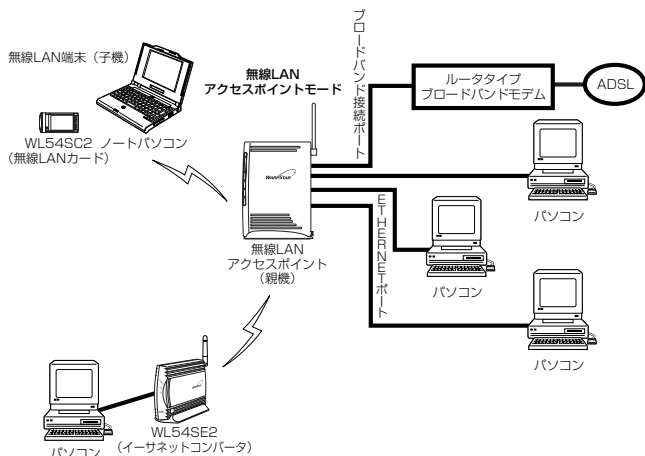 無線LAN端末（子機）
WL54SC2
（無線LANカード）
ノートパソコン
無線LAN
アクセスポイントモード
ブロードバンド接続ポート
ルータタイプ
ブロードバンドモデム
ADSL
WARPSTAR
無線LAN
アクセスポイント
（親機）
ETHERNETポート
パソコン
パソコン
パソコン
WARPSTAR
WL54SE2
（イーサネットコンバータ）
パソコン